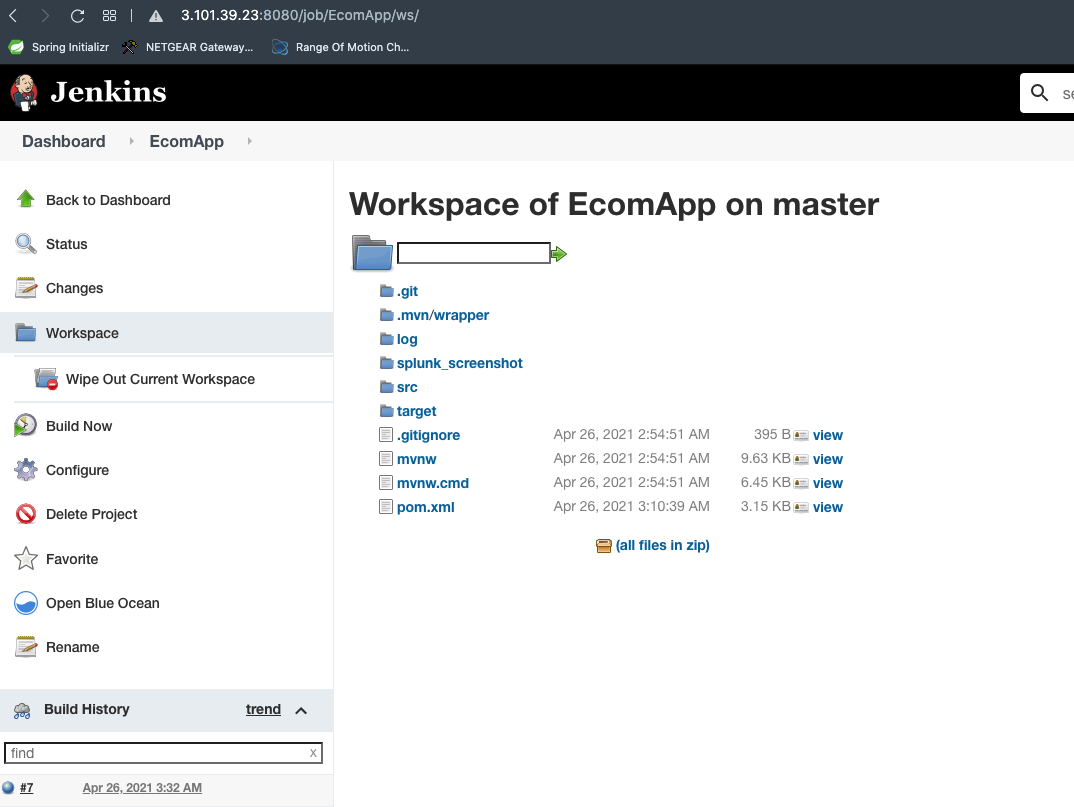 3.101.39.23:8080/job/EcomApp/ws/
Spring Initializr NETGEAR Gateway... Range Of Motion Ch...
Jenkins
Dashboard EcomApp
Back to Dashboard
Status
Changes
Workspace
Wipe Out Current Workspace
Build Now
Configure
Delete Project
Favorite
Open Blue Ocean
Rename
Build History trend
find x
#7 Apr 26, 2021 3:32 AM
Workspace of EcomApp on master
.git
.mvn/wrapper
log
splunk_screenshot
src
target
.gitignore Apr 26, 2021 2:54:51 AM 395 B view
mvnw Apr 26, 2021 2:54:51 AM 9.63 KB view
mvnw.cmd Apr 26, 2021 2:54:51 AM 6.45 KB view
pom.xml Apr 26, 2021 3:10:39 AM 3.15 KB view
(all files in zip)